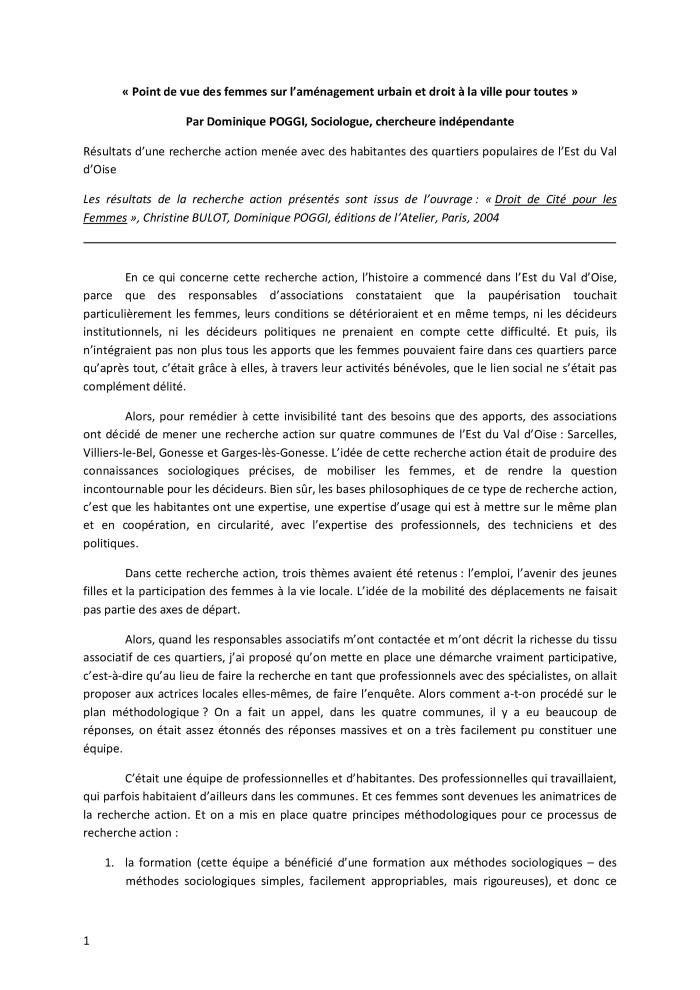 « Point de vue des femmes sur l’aménagement urbain et droit à la ville pour toutes »
Par Dominique POGGI, Sociologue, chercheure indépendante
Résultats d’une recherche action menée avec des habitantes des quartiers populaires de l’Est du Val
d’Oise
Les résultats de la recherche action présentés sont issus de l’ouvrage : « Droit de Cité pour les
Femmes », Christine BULOT, Dominique POGGI, éditions de l’Atelier, Paris, 2004
En ce qui concerne cette recherche action, l’histoire a commencé dans l’Est du Val d’Oise,
parce que des responsables d’associations constataient que la paupérisation touchait
particulièrement les femmes, leurs conditions se détérioraient et en même temps, ni les décideurs
institutionnels, ni les décideurs politiques ne prenaient en compte cette difficulté. Et puis, ils
n’intégraient pas non plus tous les apports que les femmes pouvaient faire dans ces quartiers parce
qu’après tout, c’était grâce à elles, à travers leur activités bénévoles, que le lien social ne s’était pas
complément délité.
Alors, pour remédier à cette invisibilité tant des besoins que des apports, des associations
ont décidé de mener une recherche action sur quatre communes de l’Est du Val d’Oise : Sarcelles,
Villiers-le-Bel, Gonesse et Garges-lès-Gonesse. L’idée de cette recherche action était de produire des
connaissances sociologiques précises, de mobiliser les femmes, et de rendre la question
incontournable pour les décideurs. Bien sûr, les bases philosophiques de ce type de recherche action,
c’est que les habitantes ont une expertise, une expertise d’usage qui est à mettre sur le même plan
et en coopération, en circularité, avec l’expertise des professionnels, des techniciens et des
politiques.
Dans cette recherche action, trois thèmes avaient été retenus : l’emploi, l’avenir des jeunes
filles et la participation des femmes à la vie locale. L’idée de la mobilité des déplacements ne faisait
pas partie des axes de départ.
Alors, quand les responsables associatifs m’ont contactée et m’ont décrit la richesse du tissu
associatif de ces quartiers, j’ai proposé qu’on mette en place une démarche vraiment participative,
c’est-à-dire qu’au lieu de faire la recherche en tant que professionnels avec des spécialistes, on allait
proposer aux actrices locales elles-mêmes, de faire l’enquête. Alors comment a-t-on procédé sur le
plan méthodologique ? On a fait un appel, dans les quatre communes, il y a eu beaucoup de
réponses, on était assez étonnés des réponses massives et on a très facilement pu constituer une
équipe.
C’était une équipe de professionnelles et d’habitantes. Des professionnelles qui travaillaient,
qui parfois habitaient d’ailleurs dans les communes. Et ces femmes sont devenues les animatrices de
la recherche action. Et on a mis en place quatre principes méthodologiques pour ce processus de
recherche action :
1. la formation (cette équipe a bénéficié d’une formation aux méthodes sociologiques – des
méthodes sociologiques simples, facilement appropriables, mais rigoureuses), et donc ce
1